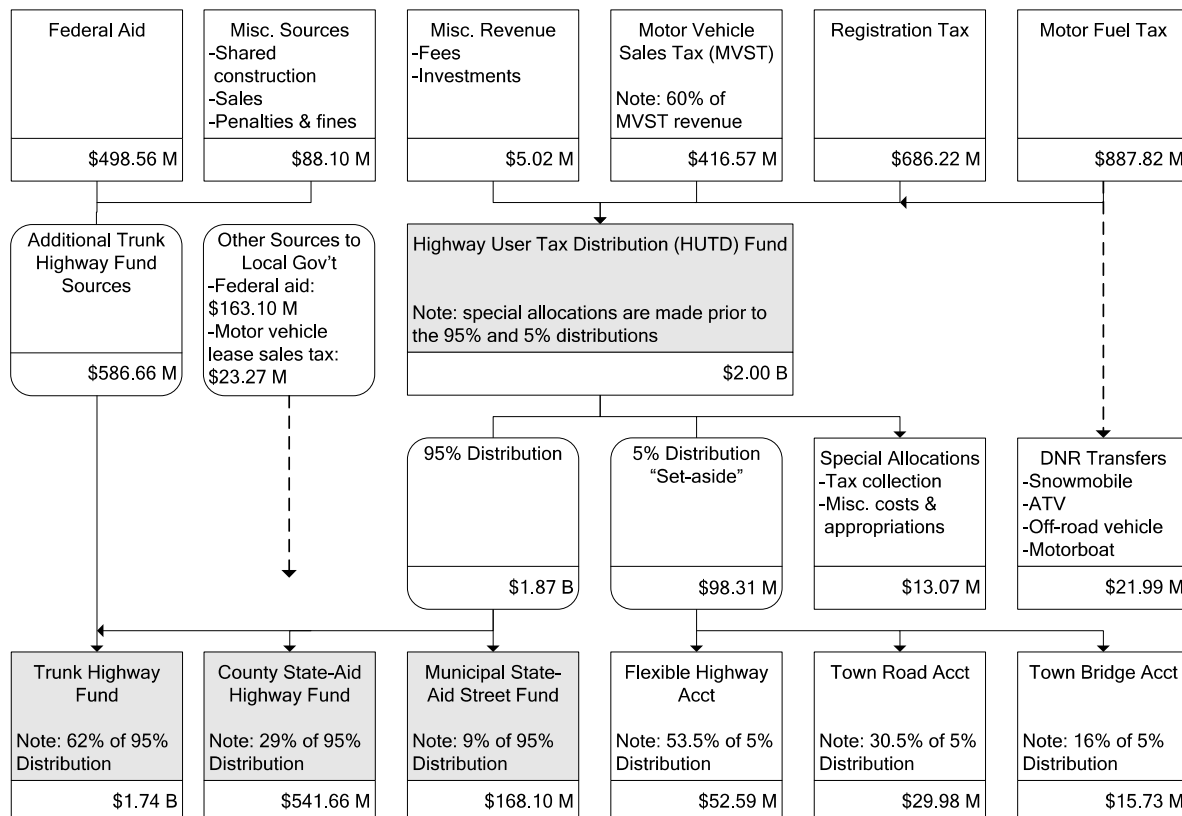 Federal Aid
$498.56 M
Misc. Sources
-Shared
construction
-Sales
-Penalties & fines
$88.10 M
Misc. Revenue
-Fees
-Investments
$5.02 M
Motor Vehicle
Sales Tax (MVST)
Note: 60% of
MVST revenue
$416.57 M
Registration Tax
$686.22 M
Motor Fuel Tax
$887.82 M
Additional Trunk
Highway Fund
Sources
$586.66 M
Other Sources to
Local Gov't
-Federal aid:
$163.10 M
-Motor vehicle
lease sales tax:
$23.27 M
Highway User Tax Distribution (HUTD) Fund
Note: special allocations are made prior to
the 95% and 5% distributions
$2.00 B
95% Distribution
$1.87 B
5% Distribution
“Set-aside”
$98.31 M
Special Allocations
-Tax collection
-Misc. costs &
appropriations
$13.07 M
DNR Transfers
-Snowmobile
-ATV
-Off-road vehicle
-Motorboat
$21.99 M
Trunk Highway
Fund
Note: 62% of 95%
Distribution
$1.74 B
County State-Aid
Highway Fund
Note: 29% of 95%
Distribution
$541.66 M
Municipal State-
Aid Street Fund
Note: 9% of 95%
Distribution
$168.10 M
Flexible Highway
Acct
Note: 53.5% of 5%
Distribution
$52.59 M
Town Road Acct
Note: 30.5% of 5%
Distribution
$29.98 M
Town Bridge Acct
Note: 16% of 5%
Distribution
$15.73 M